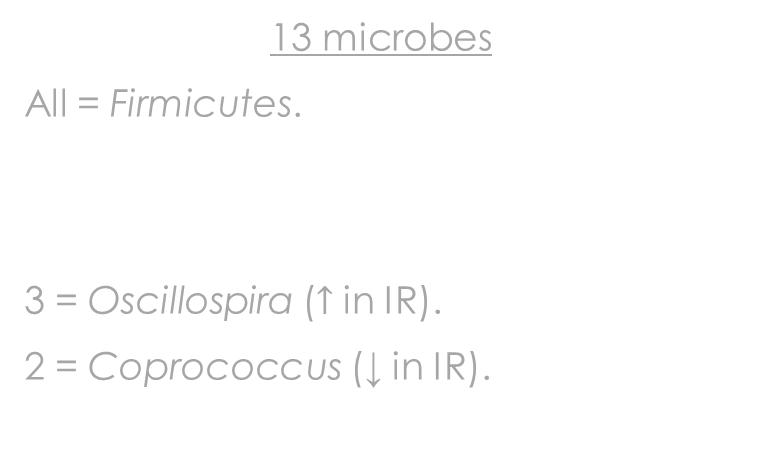 13 microbes
All = Firmicutes.
3 = Oscillospira (↑ in IR).
2 = Coprococcus (↓ in IR).